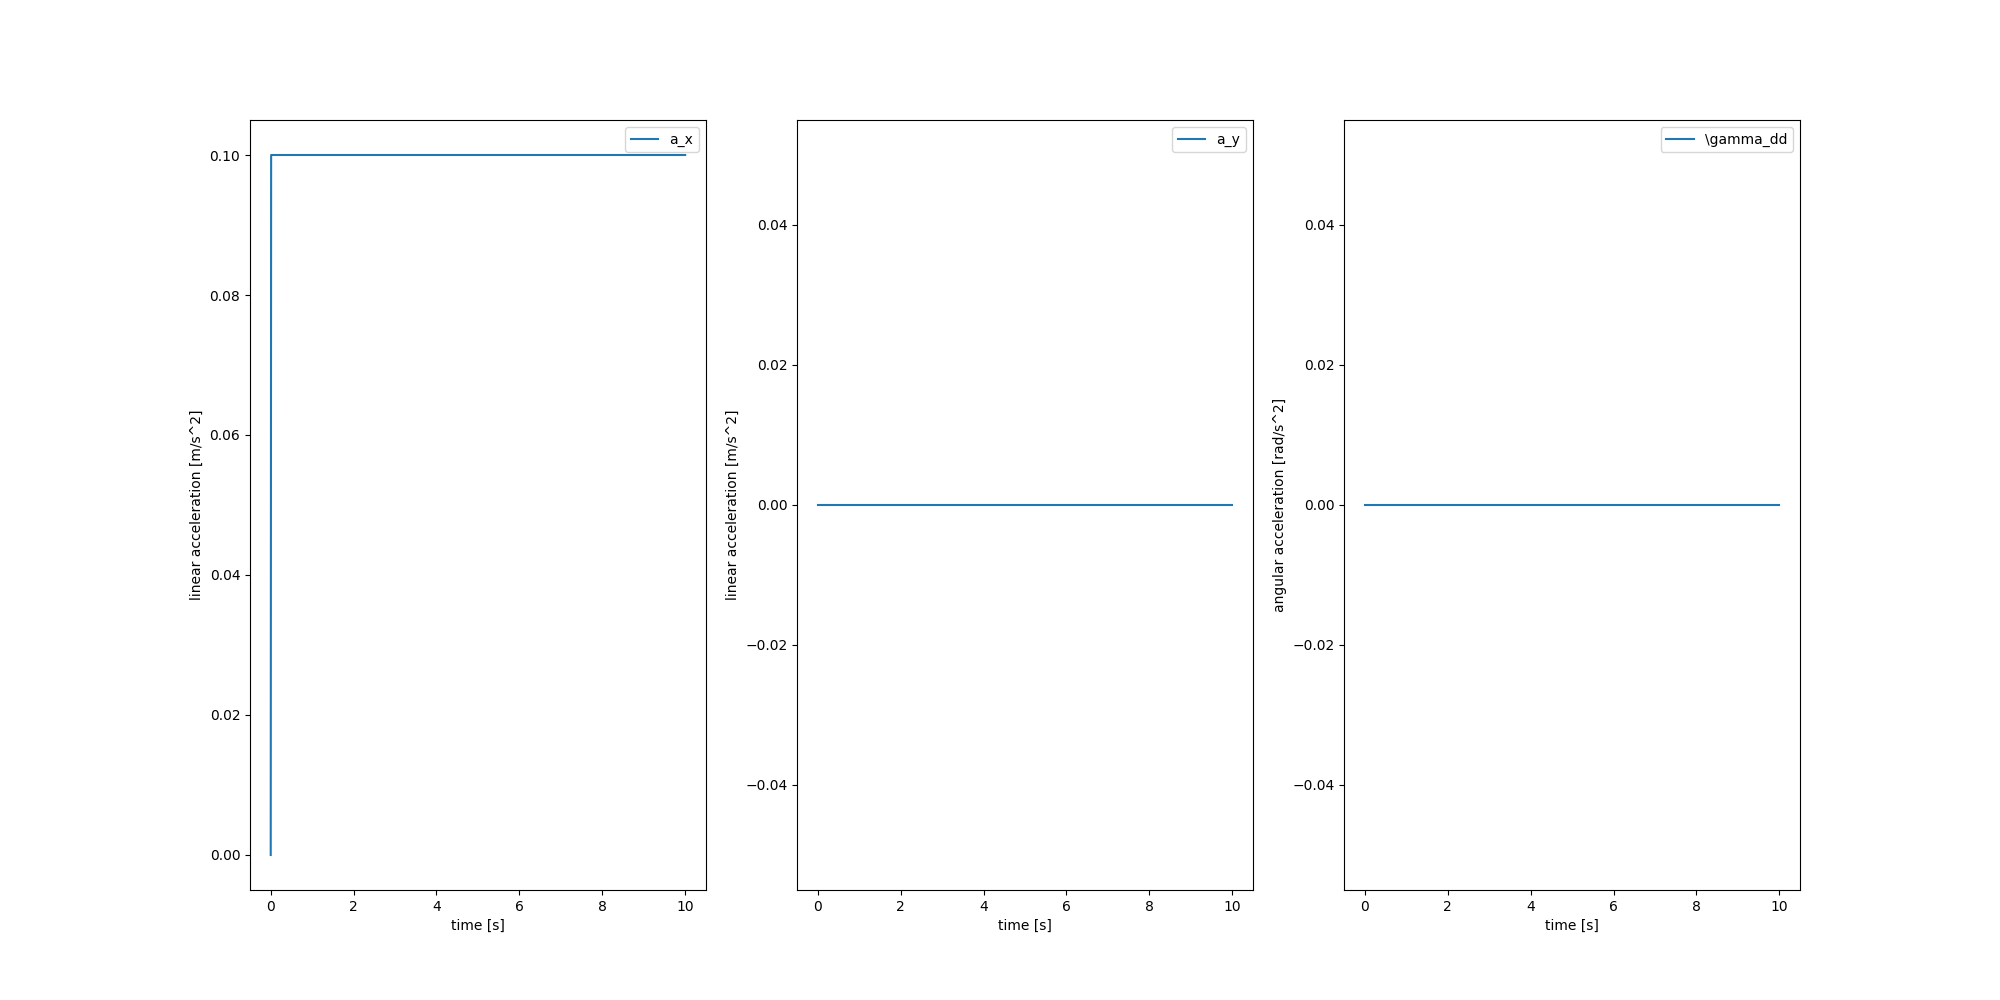 a_x
0.10
0.08
0.06
0.04
0.02
0.00
linear acceleration [m/s^2]
0 2 4 6 8 10
time [s]
a_y
0.04
0.02
0.00
−0.02
−0.04
linear acceleration [m/s^2]
0 2 4 6 8 10
time [s]
\gamma_dd
0.04
0.02
0.00
−0.02
−0.04
angular acceleration [rad/s^2]
0 2 4 6 8 10
time [s]